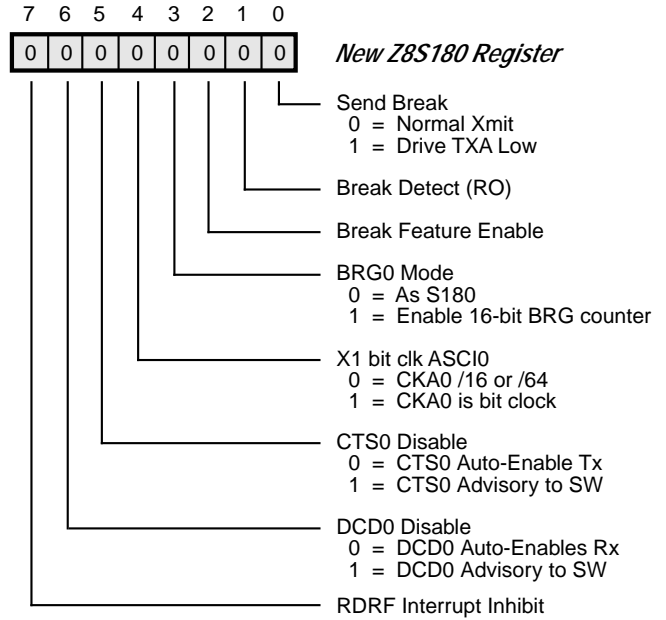 7 6 5 4 3 2 1 0
0 0 0 0 0 0 0 0
New Z8S180 Register
Send Break
0 = Normal Xmit
1 = Drive TXA Low
Break Detect (RO)
Break Feature Enable
BRG0 Mode
0 = As S180
1 = Enable 16-bit BRG counter
X1 bit clk ASCI0
0 = CKA0 /16 or /64
1 = CKA0 is bit clock
CTS0 Disable
0 = CTS0 Auto-Enable Tx
1 = CTS0 Advisory to SW
DCD0 Disable
0 = DCD0 Auto-Enables Rx
1 = DCD0 Advisory to SW
RDRF Interrupt Inhibit